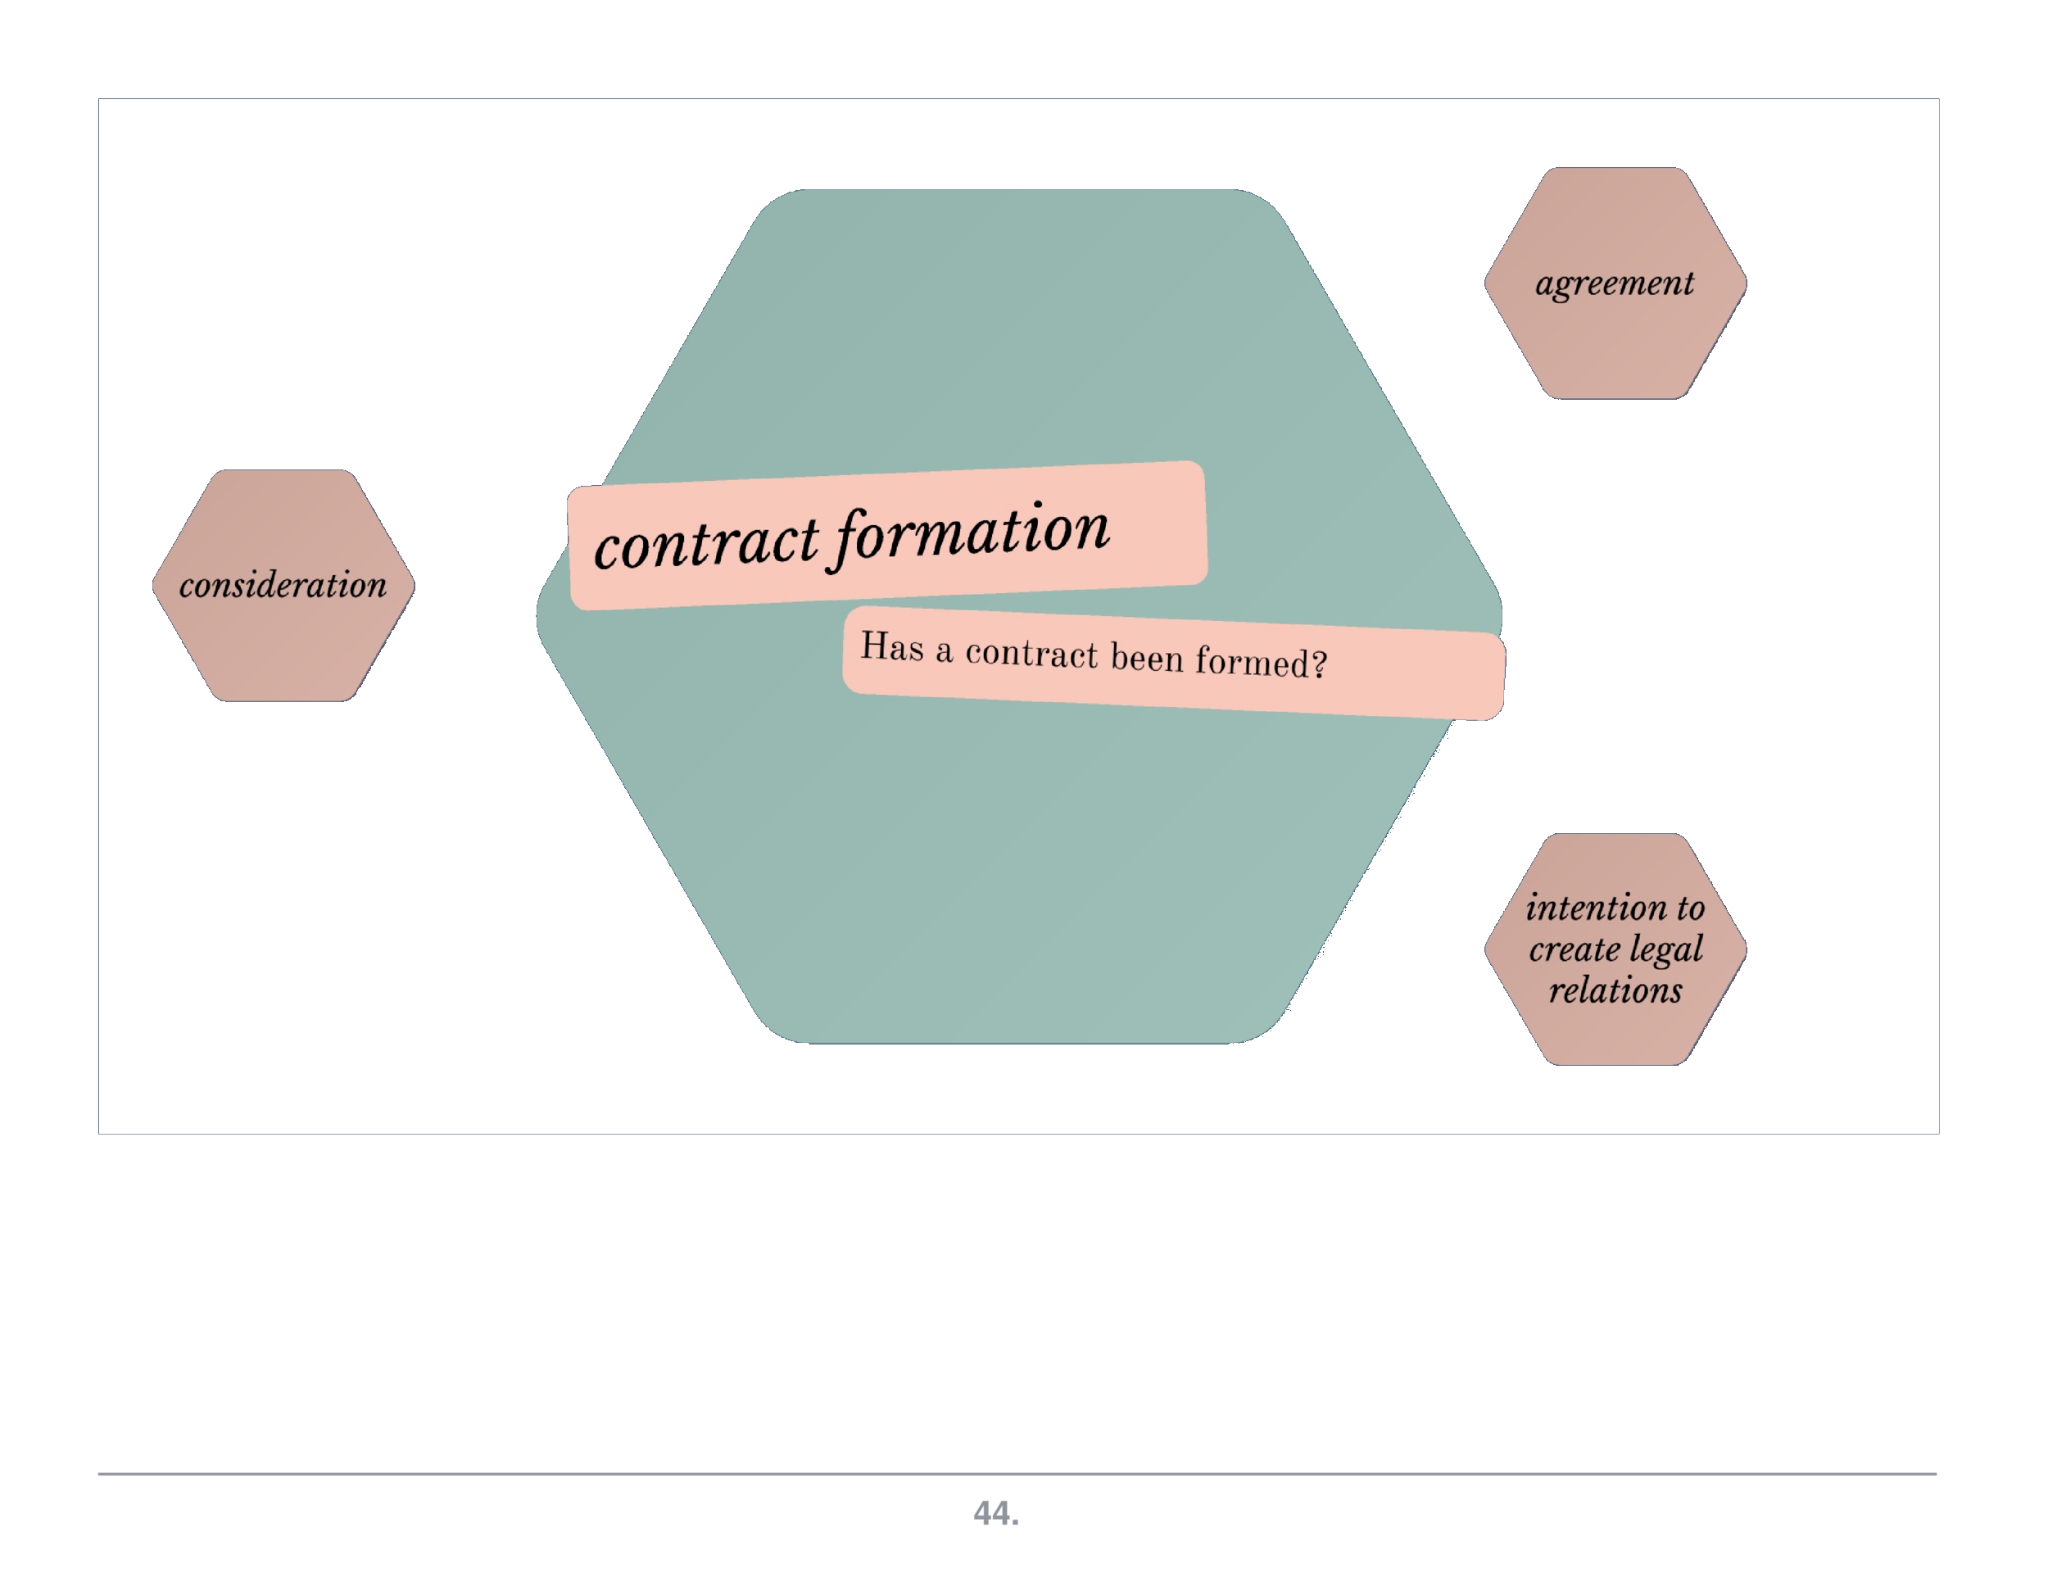 contract formation
Has a contract been formed?
agreement
consideration
intention to
create legal
relations
44.